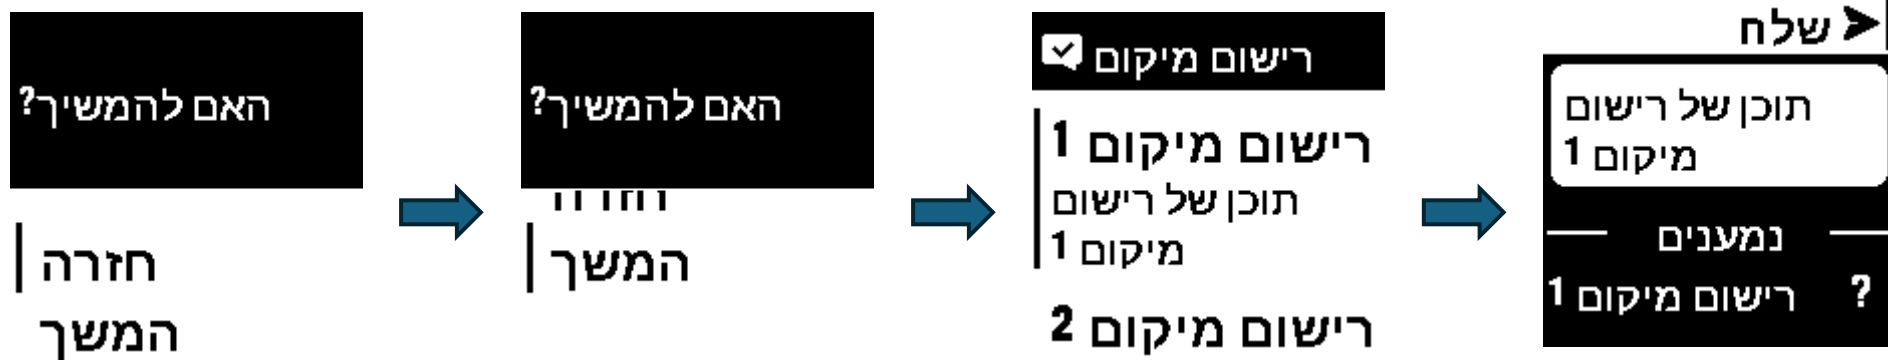 האם להמשיך?
חזרה
המשך
האם להמשיך?
חזרה
המשך
רישום מיקום
רישום מיקום 1
תוכן של רישום
מיקום 1
רישום מיקום 2
שלח
תוכן של רישום
מיקום 1
נמענים
? רישום מיקום 1